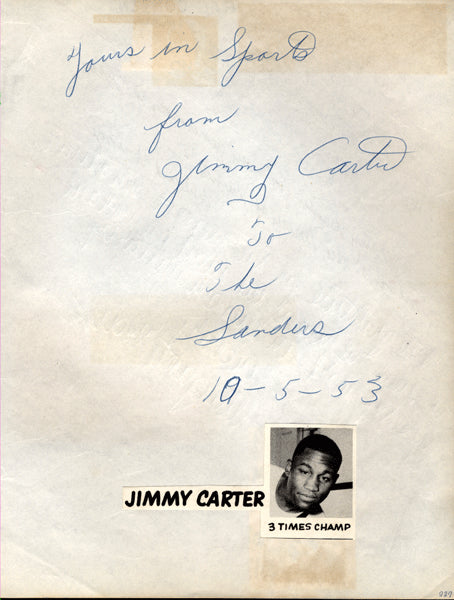 Yours in Sports
from
Jimmy Carter
To
The
Sanders
10-5-53
JIMMY CARTER
3 TIMES CHAMP